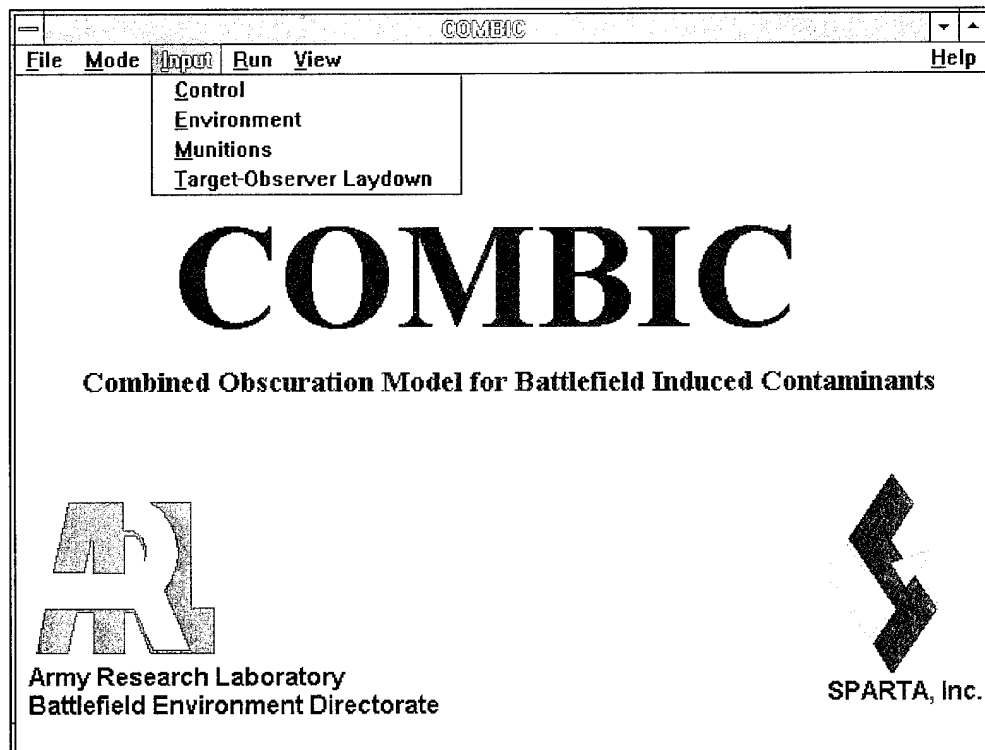 COMBIC
File Mode Input Run View Help
Control
Environment
Munitions
Target-Observer Laydown
COMBIC
Combined Obscuration Model for Battlefield Induced Contaminants
ARL
Army Research Laboratory
Battlefield Environment Directorate
SPARTA, Inc.